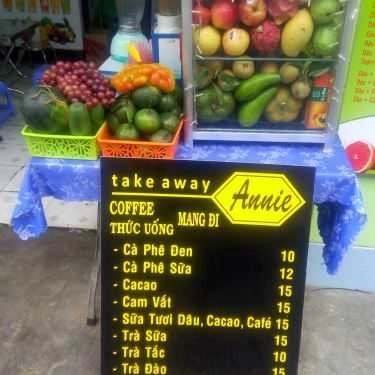 take away
Annie
COFFEE
THỨC UỐNG MANG ĐI
- Cà Phê Đen 10
- Cà Phê Sữa 12
- Cacao 15
- Cam Vắt 15
- Sữa Tươi Dâu, Cacao, Café 15
- Trà Sữa 15
- Trà Tắc 10
- Trà Đào 15